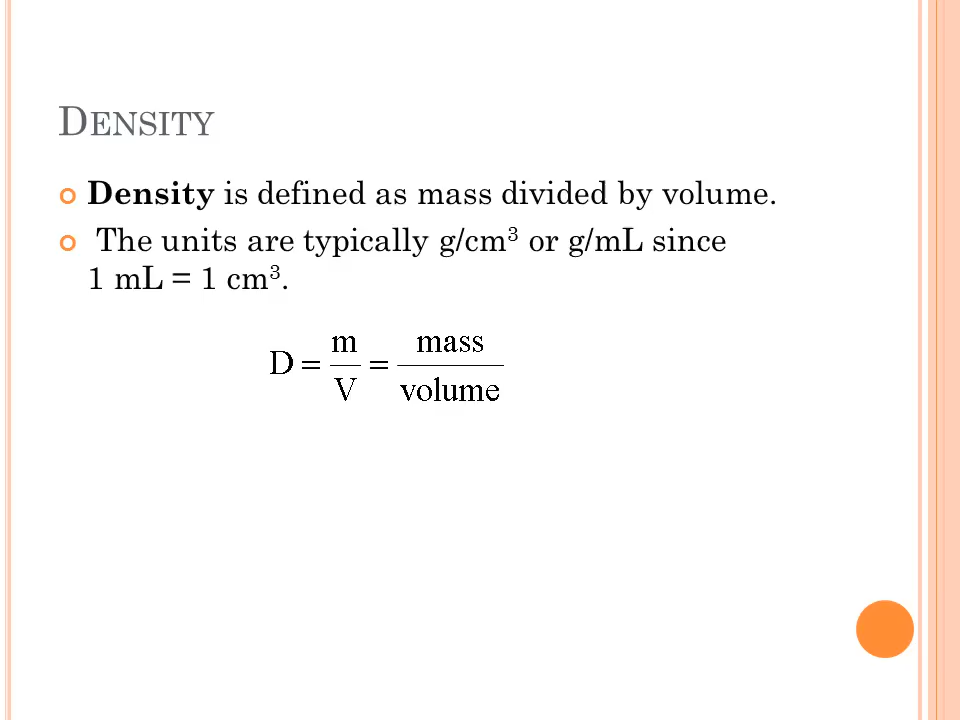 DENSITY
Density is defined as mass divided by volume.
The units are typically g/cm³ or g/mL since
1 mL = 1 cm³.
D = m/V = mass/volume